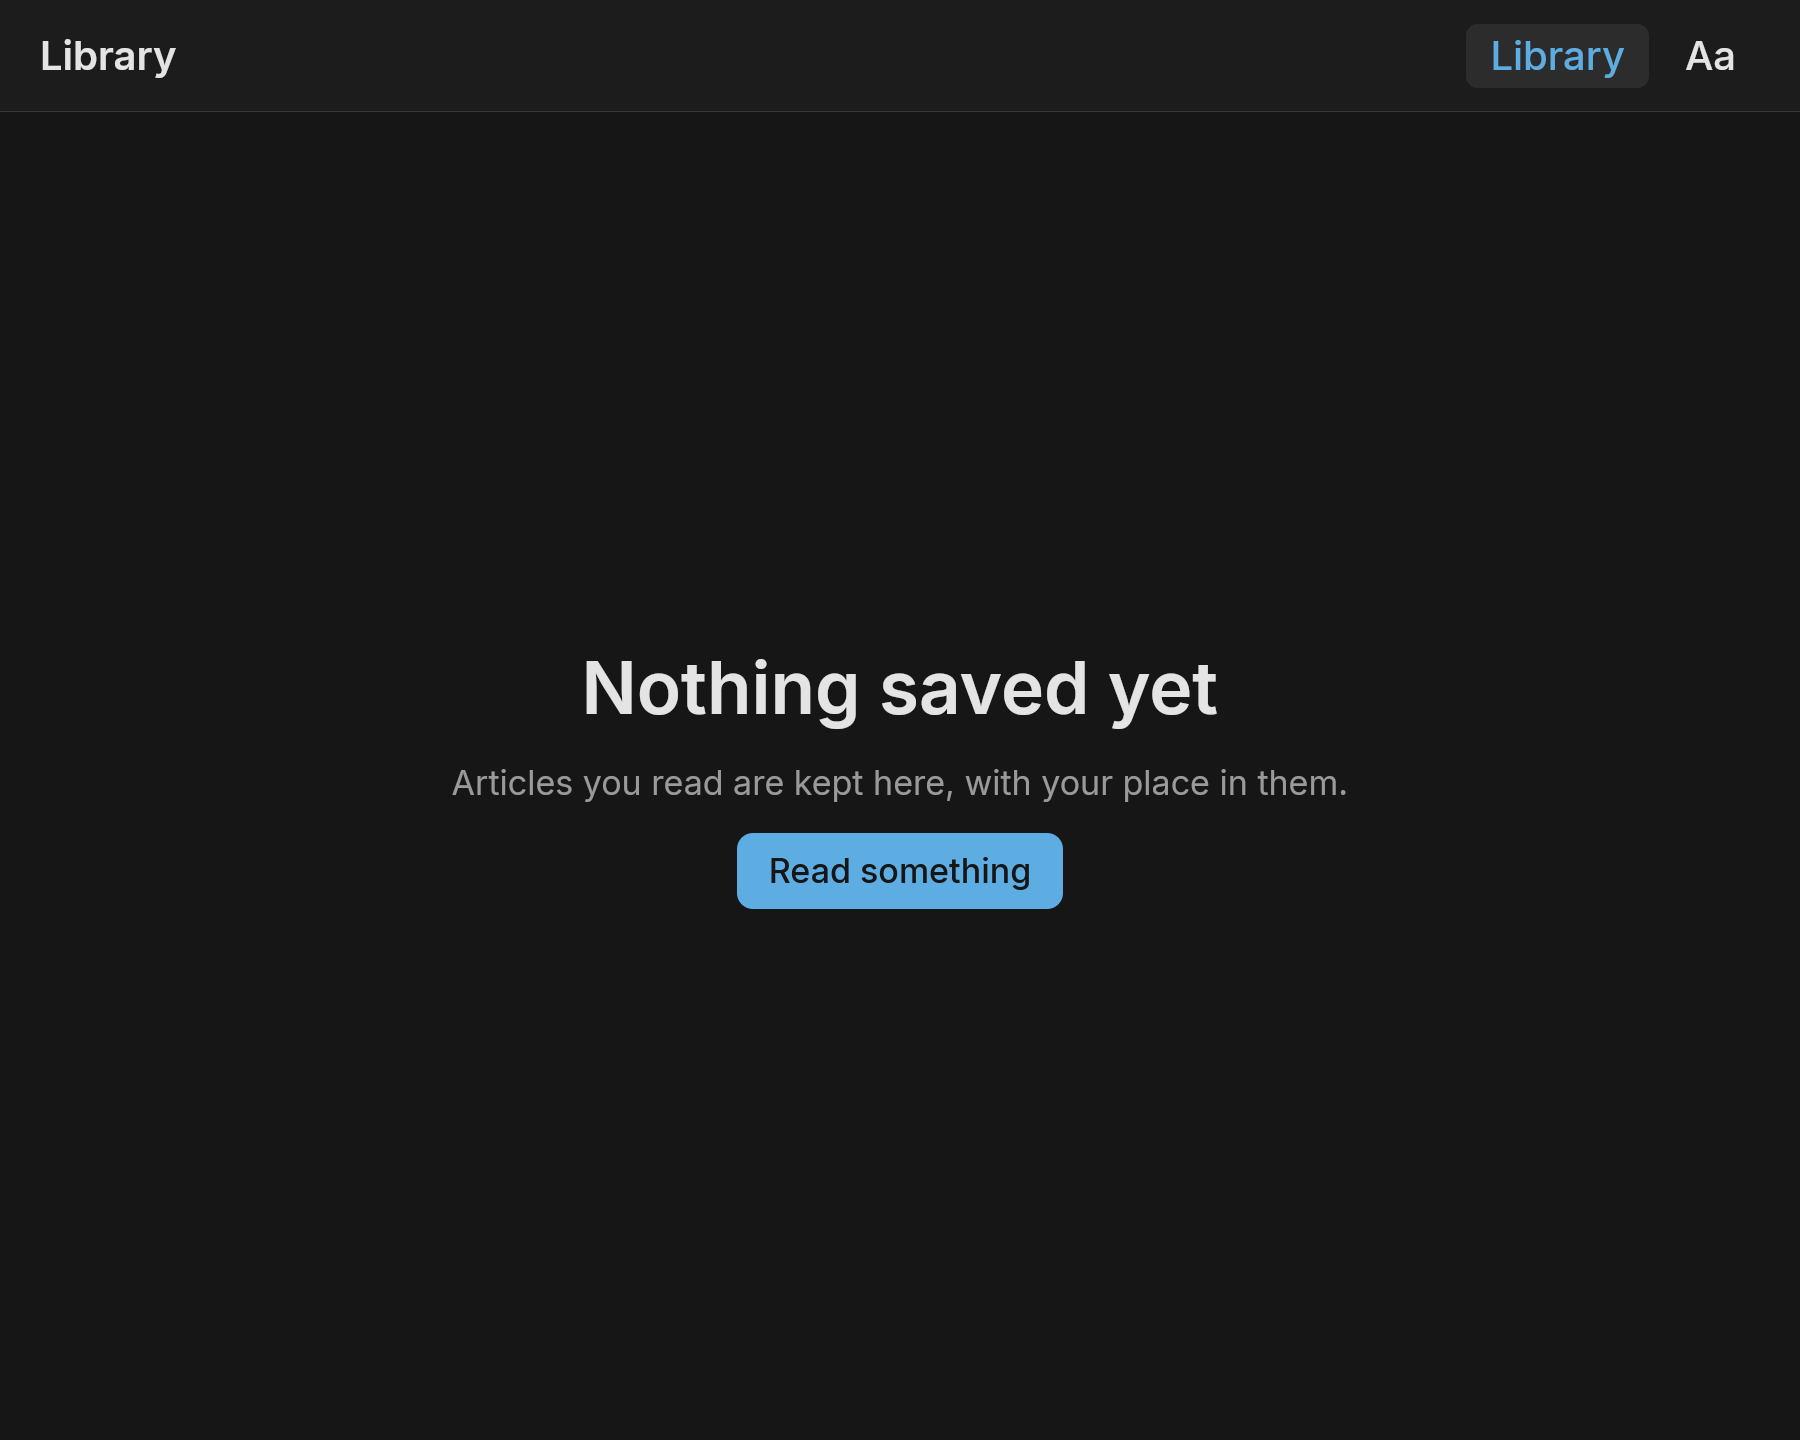 Library
Library
Aa
Nothing saved yet
Articles you read are kept here, with your place in them.
Read something